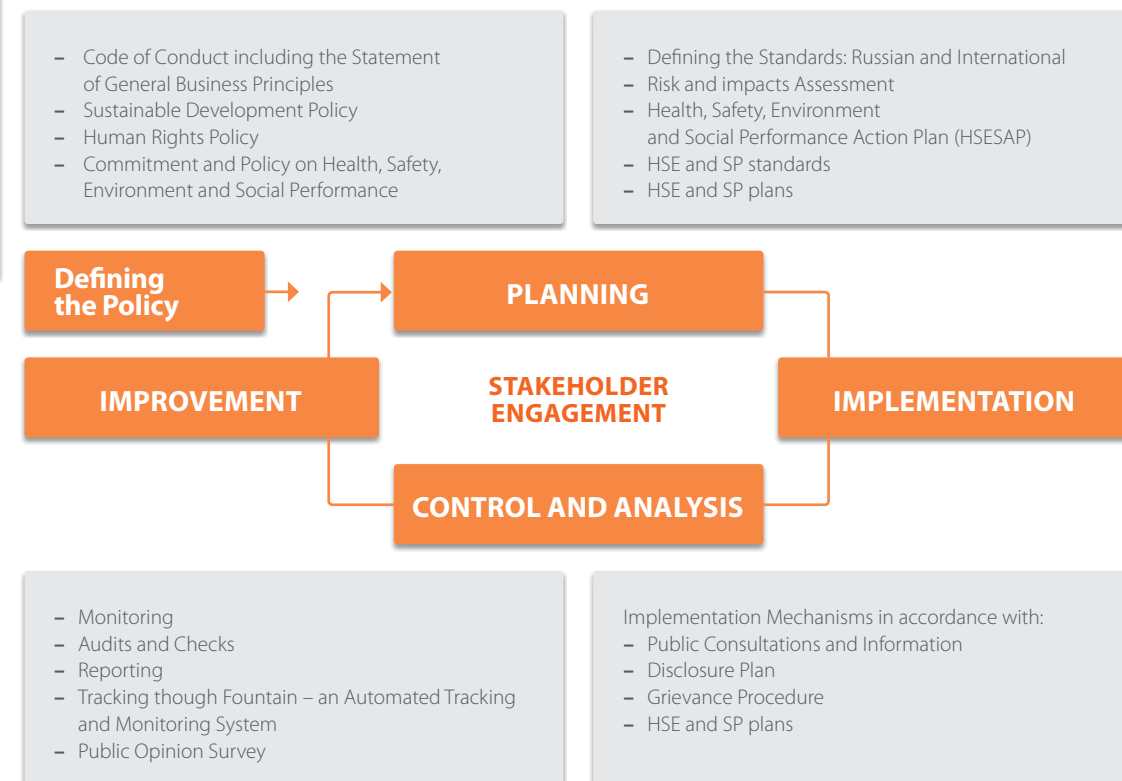 – Code of Conduct including the Statement
of General Business Principles
– Sustainable Development Policy
– Human Rights Policy
– Commitment and Policy on Health, Safety,
Environment and Social Performance
– Defining the Standards: Russian and International
– Risk and impacts Assessment
– Health, Safety, Environment
and Social Performance Action Plan (HSESAP)
– HSE and SP standards
– HSE and SP plans
Defining
the Policy
PLANNING
IMPROVEMENT
STAKEHOLDER
ENGAGEMENT
IMPLEMENTATION
CONTROL AND ANALYSIS
– Monitoring
– Audits and Checks
– Reporting
– Tracking though Fountain – an Automated Tracking
and Monitoring System
– Public Opinion Survey
Implementation Mechanisms in accordance with:
– Public Consultations and Information
– Disclosure Plan
– Grievance Procedure
– HSE and SP plans